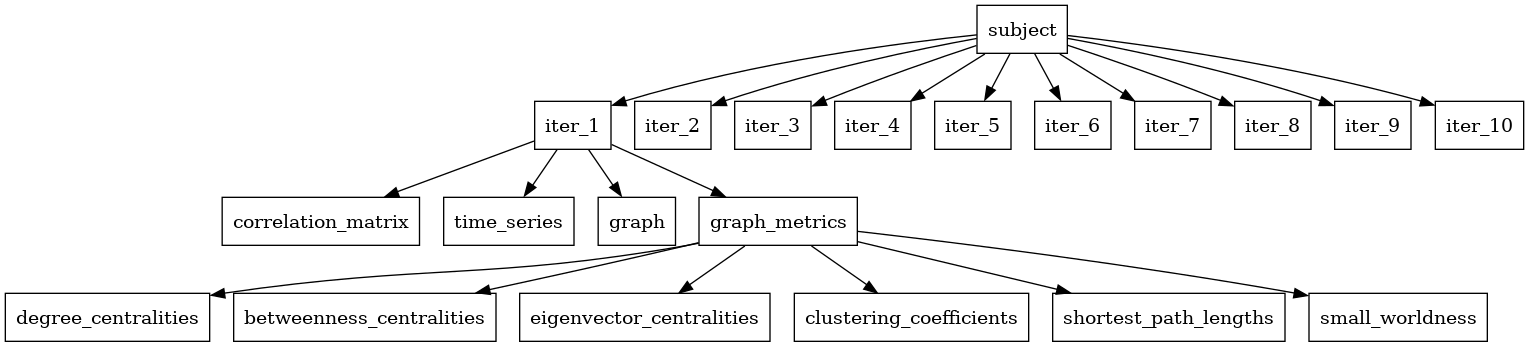 subject
iter_1
iter_2
iter_3
iter_4
iter_5
iter_6
iter_7
iter_8
iter_9
iter_10
correlation_matrix
time_series
graph
graph_metrics
degree_centralities
betweenness_centralities
eigenvector_centralities
clustering_coefficients
shortest_path_lengths
small_worldness